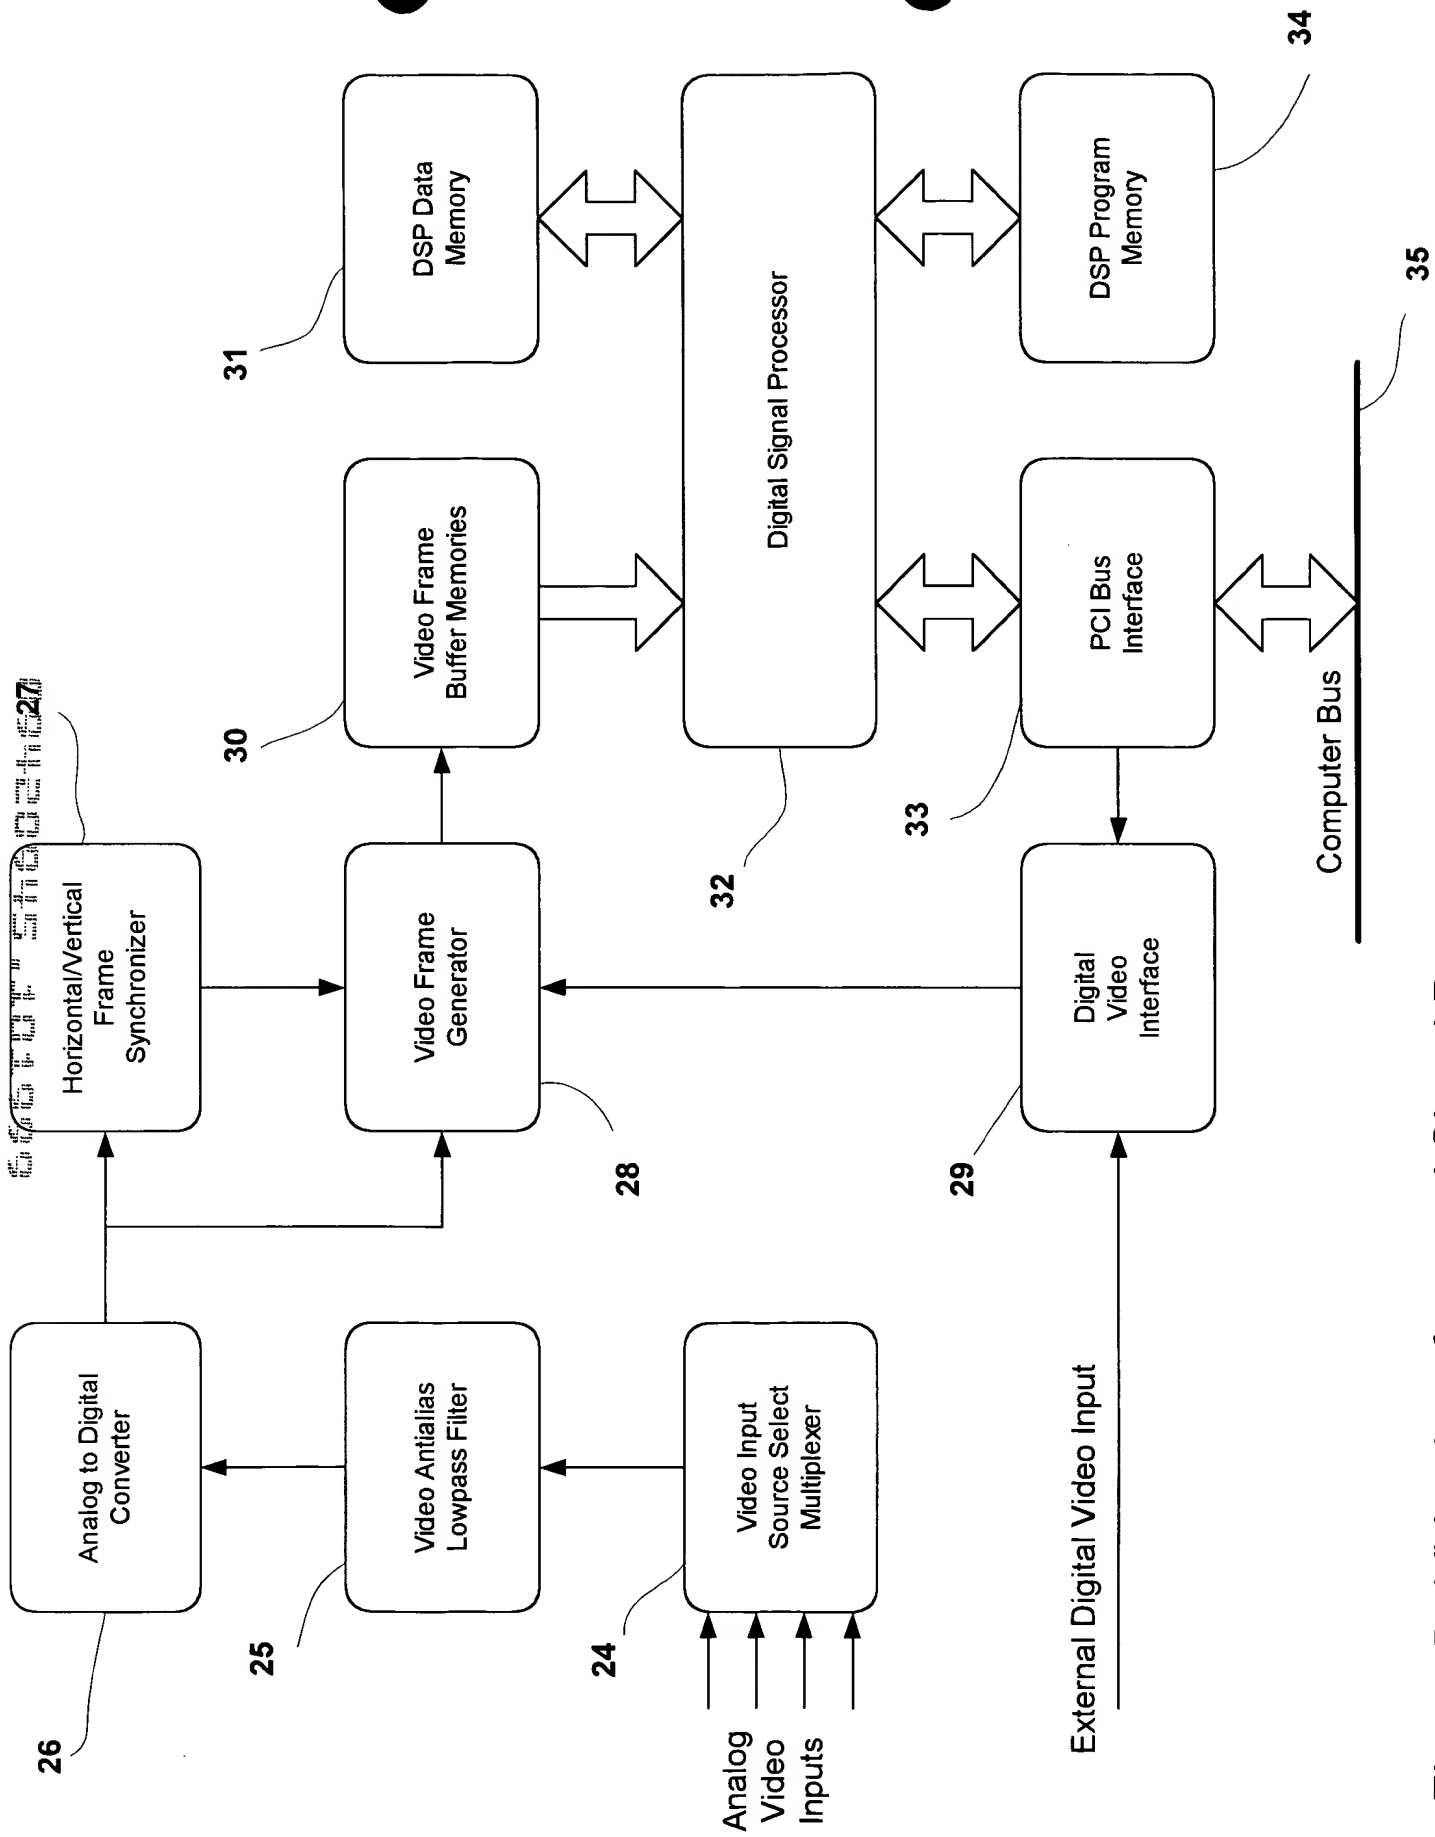 26
Analog to Digital
Converter
27
Horizontal/Vertical
Frame
Synchronizer
25
Video Antialias
Lowpass Filter
28
Video Frame
Generator
30
Video Frame
Buffer Memories
31
DSP Data
Memory
24
Video Input
Source Select
Multiplexer
Analog
Video
Inputs
32
Digital Signal Processor
External Digital Video Input
29
Digital
Video
Interface
33
PCI Bus
Interface
DSP Program
Memory
34
Computer Bus
35